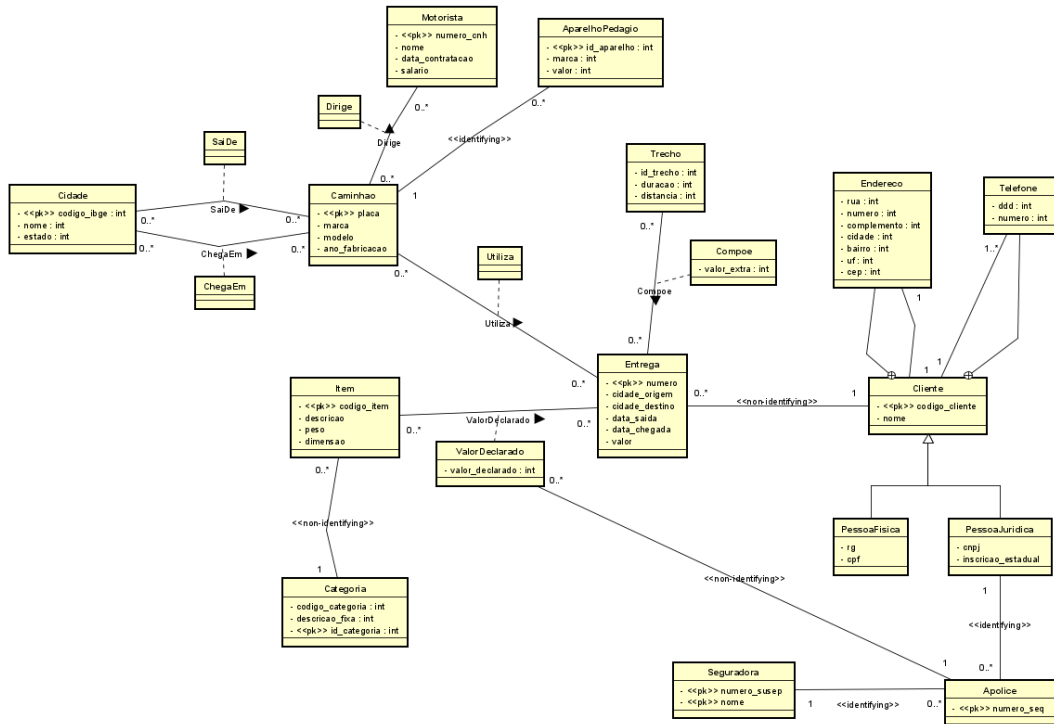 Motorista
- <<pk>> numero_cnh
- nome
- data_contratacao
- salario
AparelhoPedagio
- <<pk>> id_aparelho : int
- marca : int
- valor : int
0..*
0..*
Dirige
Dirige
<<identifying>>
SaiDe
Trecho
- id_trecho : int
- duracao : int
- distancia : int
Endereco
- rua : int
- numero : int
- complemento : int
- cidade : int
- bairro : int
- uf : int
- cep : int
Telefone
- ddd : int
- numero : int
Cidade
- <<pk>> codigo_ibge : int
- nome : int
- estado : int
0..*
1
Caminhao
- <<pk>> placa
- marca
- modelo
- ano_fabricacao
0..*
SaiDe
0..*
0..*
ChegaEm
0..*
0..*
ChegaEm
0..*
1..*
Utiliza
Compoe
- valor_extra : int
Compoe
1
Utiliza
0..*
Entrega
- <<pk>> numero
- cidade_origem
- cidade_destino
- data_saida
- data_chegada
- valor
0..*
1
1
Cliente
- <<pk>> codigo_cliente
- nome
Item
- <<pk>> codigo_item
- descricao
- peso
- dimensao
0..*
<<non-identifying>>
1
0..*
ValorDeclarado
0..*
ValorDeclarado
- valor_declarado : int
0..*
0..*
<<non-identifying>>
PessoaFisica
- rg
- cpf
PessoaJuridica
- cnpj
- inscricao_estadual
1
Categoria
- codigo_categoria : int
- descricao_fixa : int
- <<pk>> id_categoria : int
<<non-identifying>>
1
<<identifying>>
Seguradora
- <<pk>> numero_susep
- <<pk>> nome
1
<<identifying>>
1
0..*
0..*
Apolice
- <<pk>> numero_seq